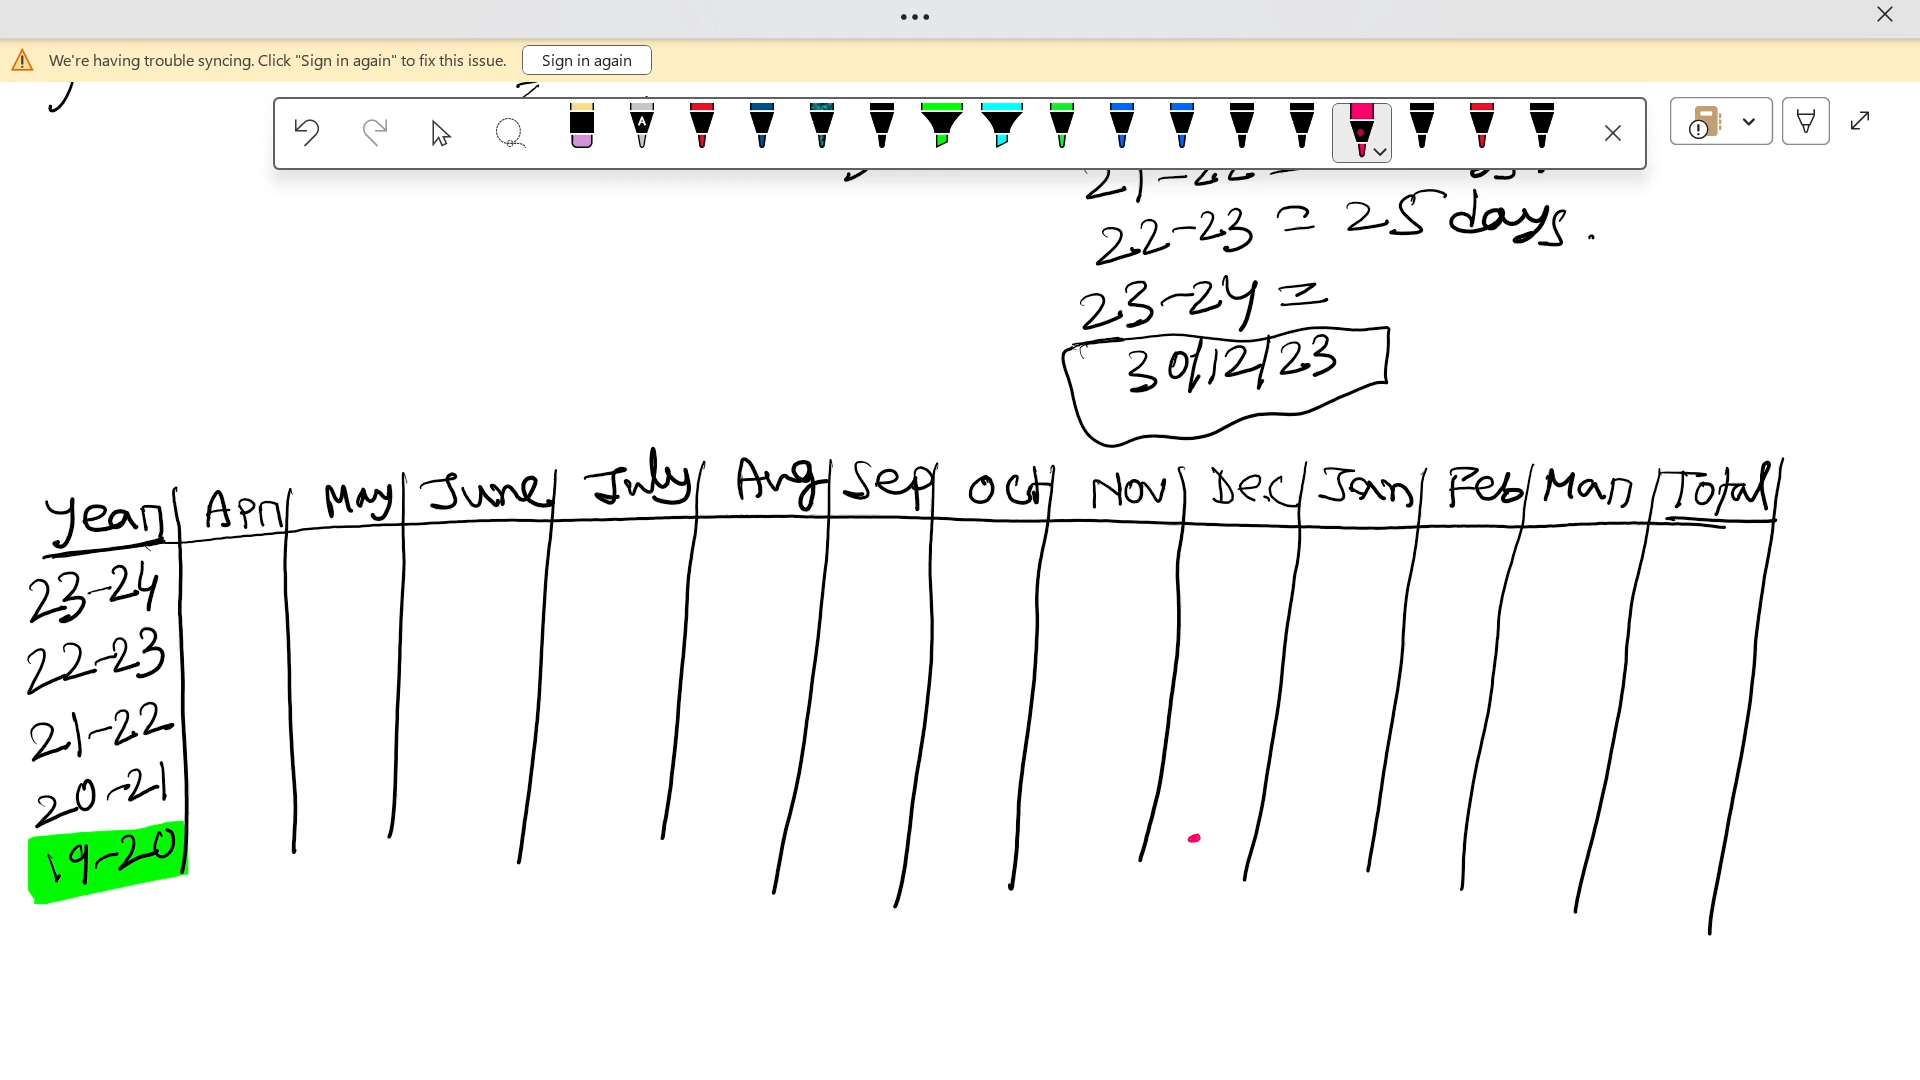 We're having trouble syncing. Click "Sign in again" to fix this issue. Sign in again
21-22 =
22-23 = 25 days.
23-24 =
30/12/23
Year Apr May June July Aug Sep Oct Nov Dec Jan Feb Mar Total
23-24
22-23
21-22
20-21
19-20